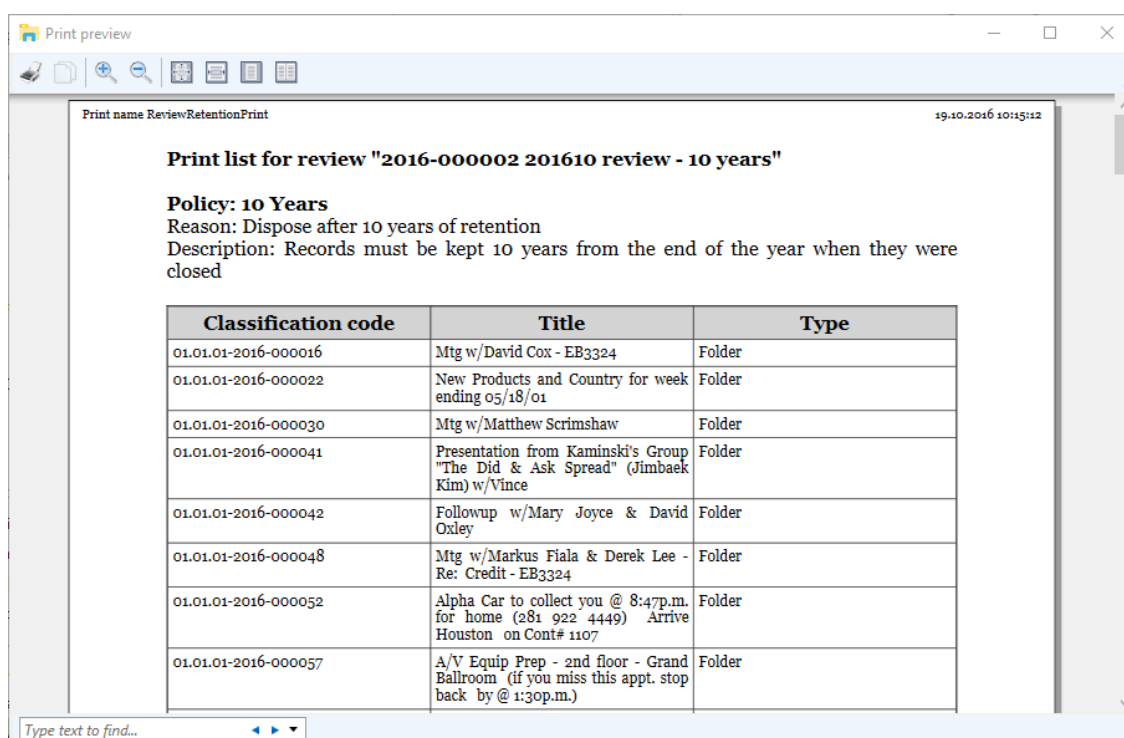 Print preview
Print name ReviewRetentionPrint
19.10.2016 10:15:12
Print list for review "2016-000002 201610 review - 10 years"
Policy: 10 Years
Reason: Dispose after 10 years of retention
Description: Records must be kept 10 years from the end of the year when they were
closed
Classification code Title Type
01.01.01-2016-000016 Mtg w/David Cox - EB3324 Folder
01.01.01-2016-000022 New Products and Country for week Folder
ending 05/18/01
01.01.01-2016-000030 Mtg w/Matthew Scrimshaw Folder
01.01.01-2016-000041 Presentation from Kaminski's Group Folder
"The Did & Ask Spread" (Jimbaek
Kim) w/Vince
01.01.01-2016-000042 Followup w/Mary Joyce & David Folder
Oxley
01.01.01-2016-000048 Mtg w/Markus Fiala & Derek Lee - Folder
Re: Credit - EB3324
01.01.01-2016-000052 Alpha Car to collect you @ 8:47p.m. Folder
for home (281 922 4449) Arrive
Houston on Cont# 1107
01.01.01-2016-000057 A/V Equip Prep - 2nd floor - Grand Folder
Ballroom (if you miss this appt. stop
back by @ 1:30p.m.)
Type text to find...